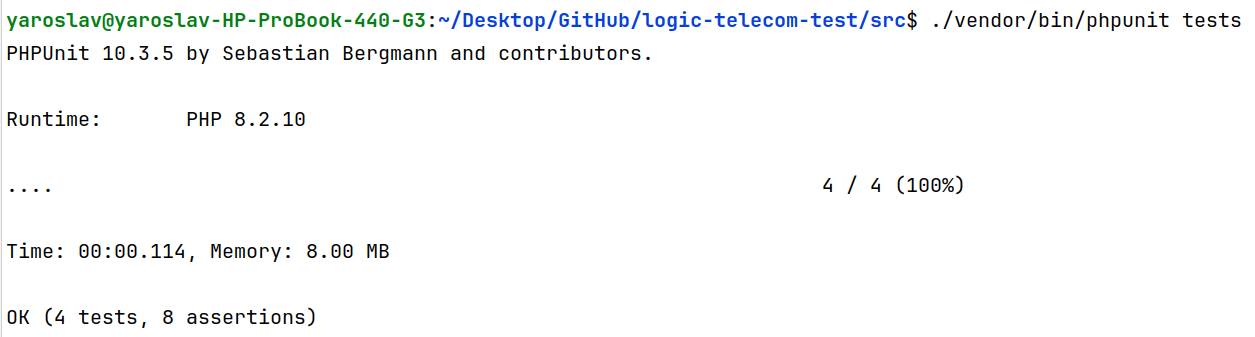 yaroslav@yaroslav-HP-ProBook-440-G3:~/Desktop/GitHub/logic-telecom-test/src$ ./vendor/bin/phpunit tests
PHPUnit 10.3.5 by Sebastian Bergmann and contributors.
Runtime:       PHP 8.2.10
....                                                                4 / 4 (100%)
Time: 00:00.114, Memory: 8.00 MB
OK (4 tests, 8 assertions)